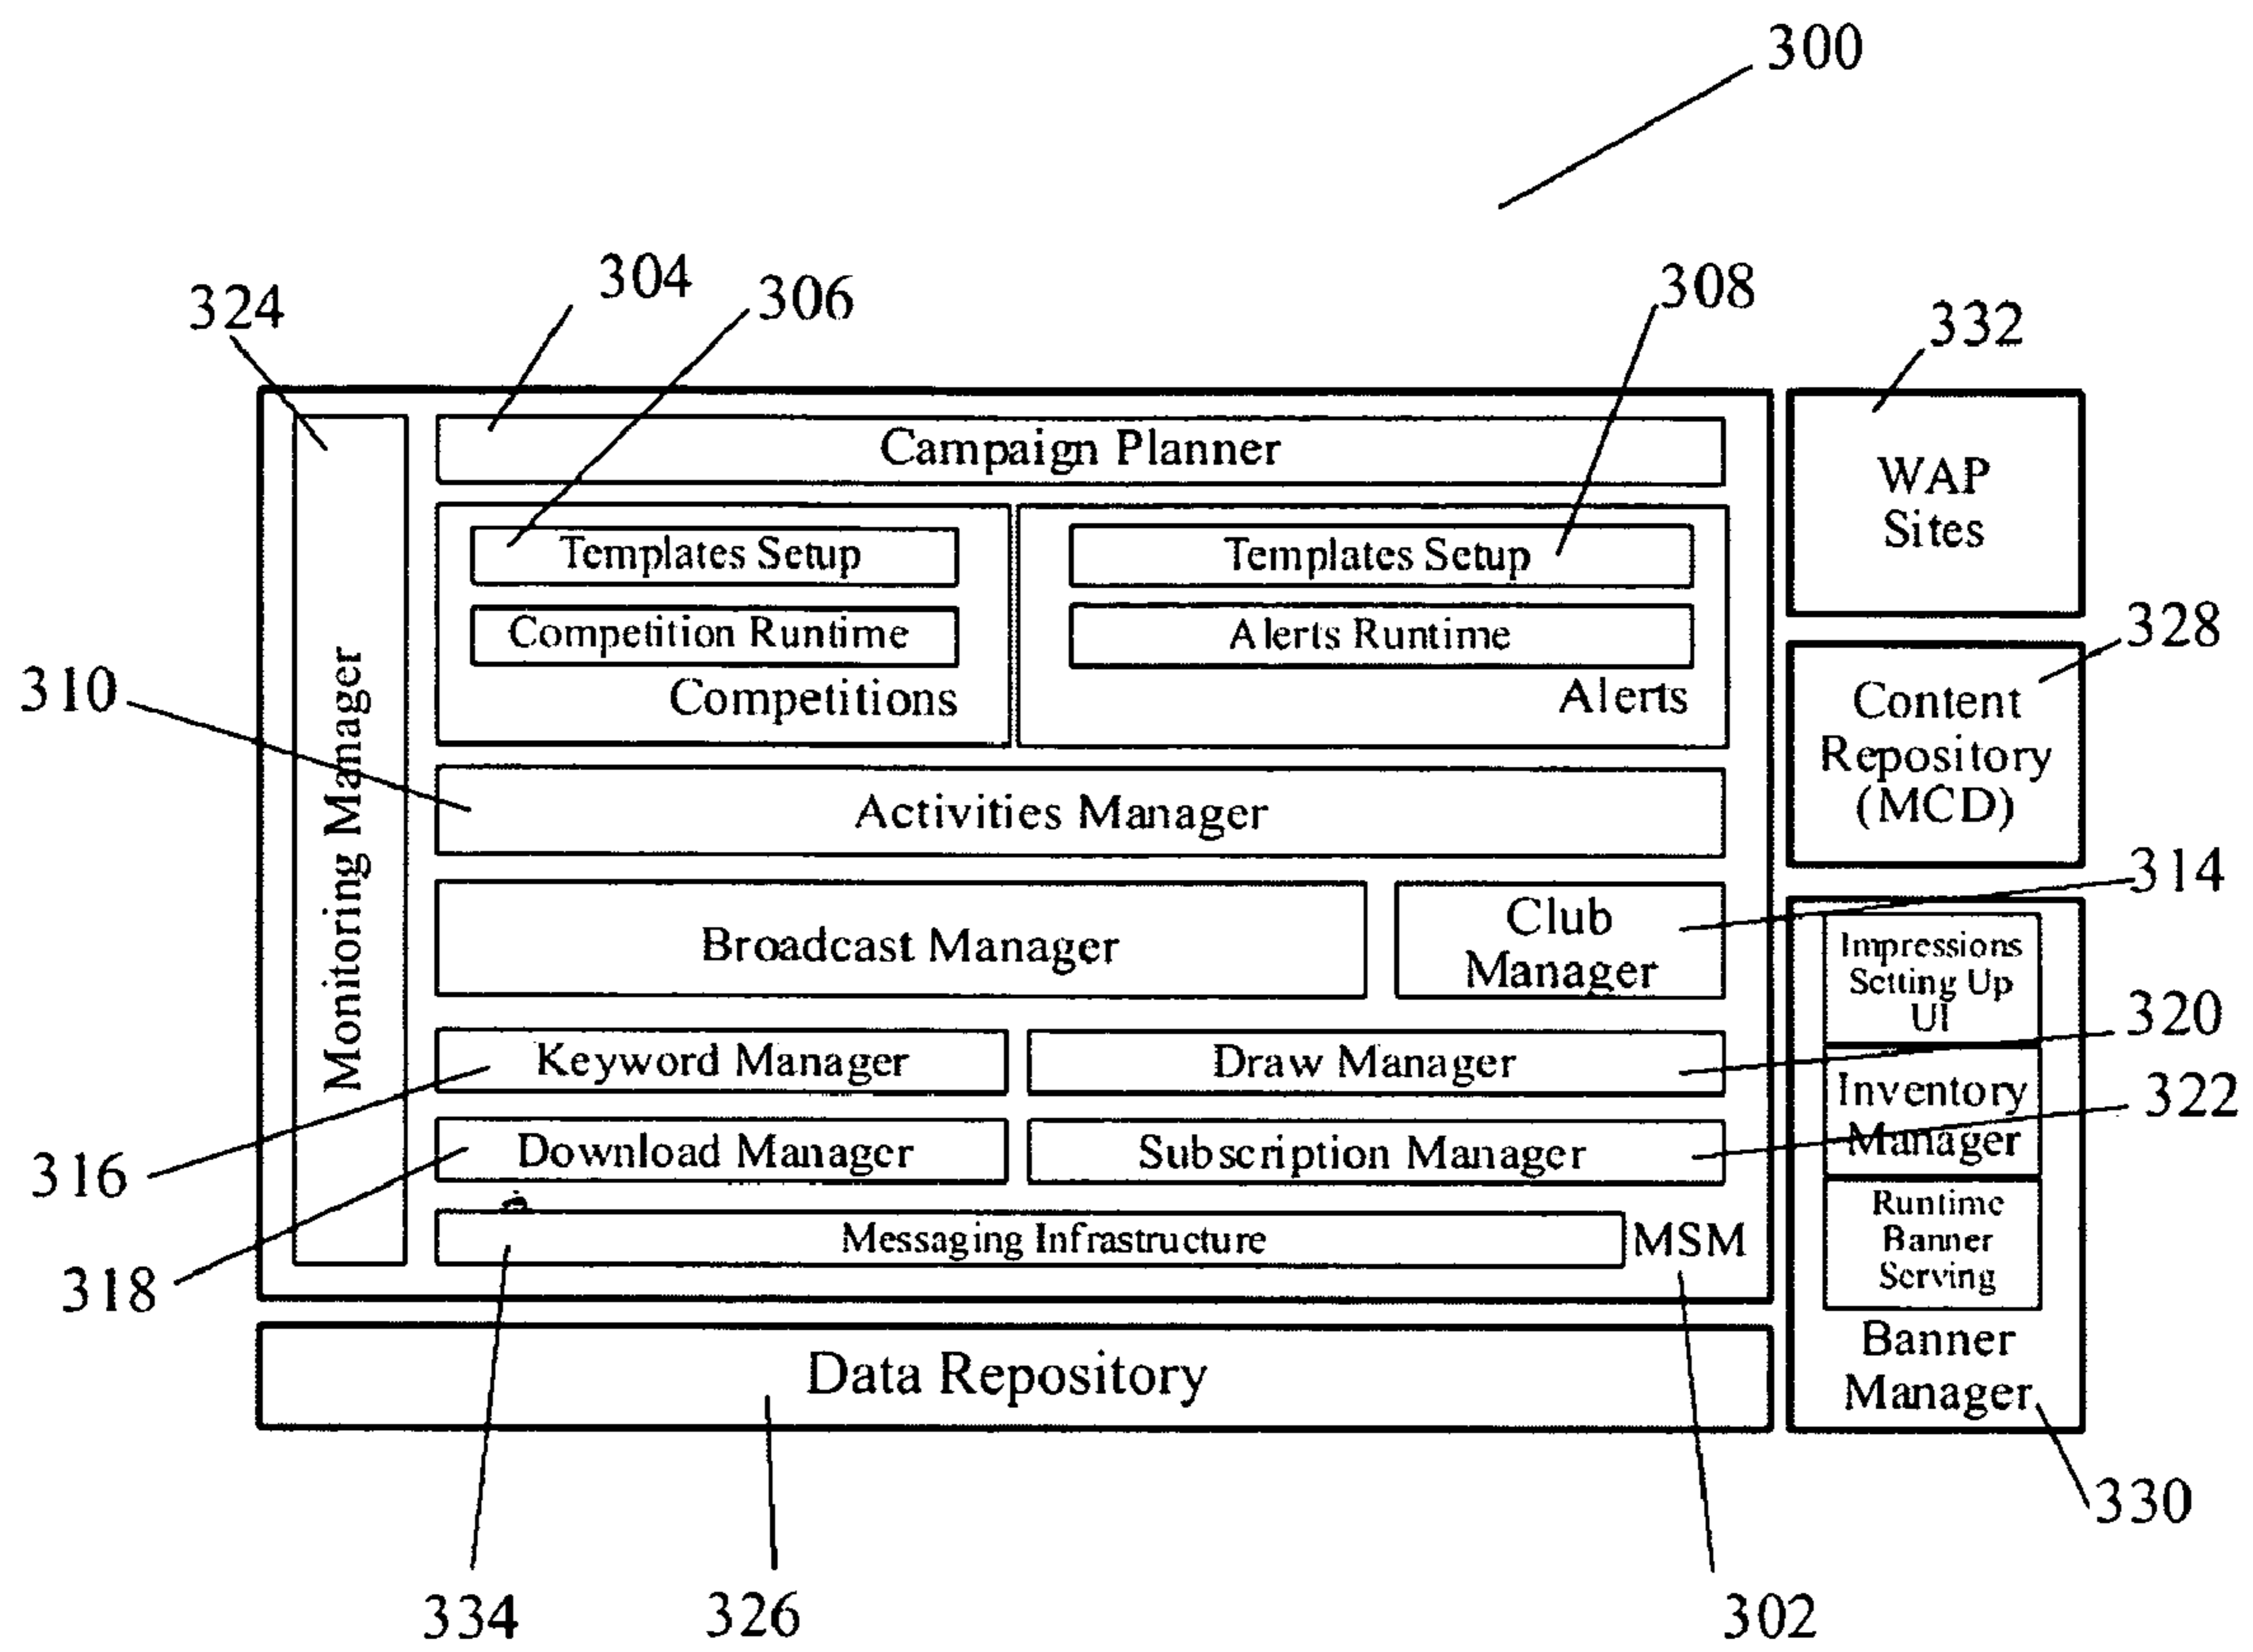 300
304
306
308
324
332
Campaign Planner
WAP
Sites
Templates Setup
Templates Setup
328
Competition Runtime
Alerts Runtime
310
Competitions
Alerts
Content
Repository
(MCD)
Monitoring Manager
Activities Manager
314
Broadcast Manager
Club
Manager
Impressions
Setting Up
UI
320
Keyword Manager
Draw Manager
Inventory
Manager
322
316
Download Manager
Subscription Manager
Runtime
Banner
Serving
318
Messaging Infrastructure
MSM
Banner
Manager
Data Repository
330
334
326
302